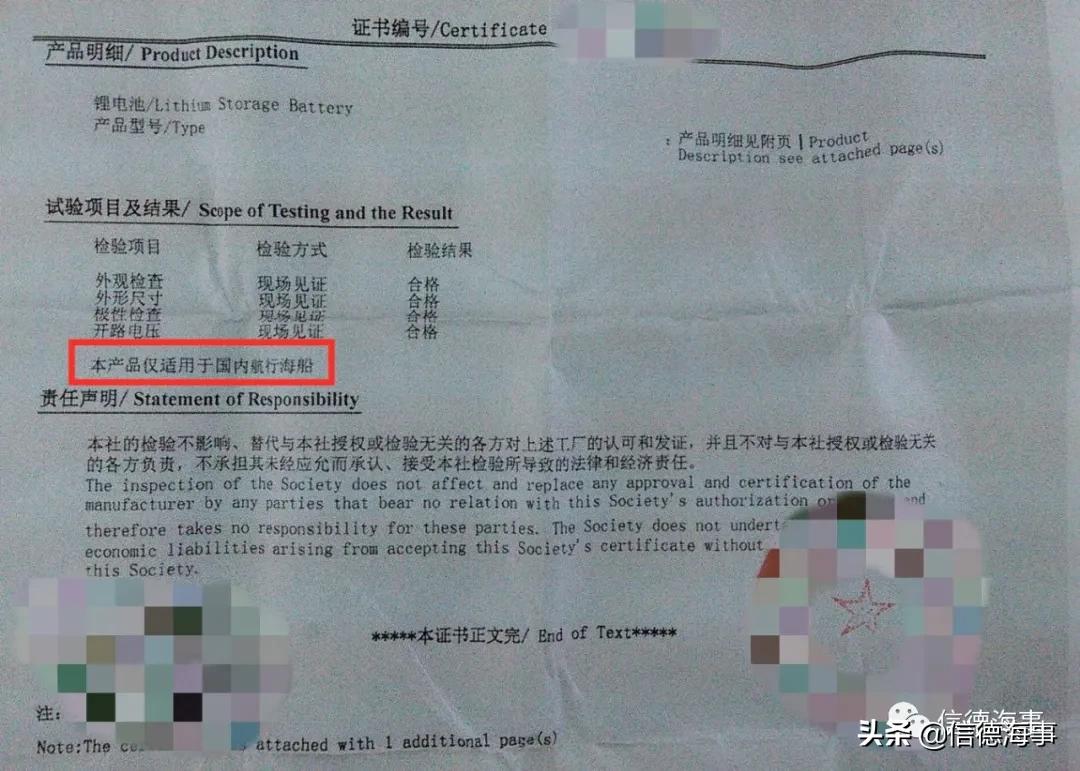 证书编号/Certificate
产品明细/ Product Description
锂电池/Lithium Storage Battery
产品型号/Type
: 产品明细见附页 | Product
Description see attached page(s)
试验项目及结果/ Scope of Testing and the Result
检验项目 检验方式 检验结果
外观检查 现场见证 合格
外形尺寸 现场见证 合格
极性检查 现场见证 合格
开路电压 现场见证 合格
本产品仅适用于国内航行海船
责任声明/ Statement of Responsibility
本社的检验不影响、替代与本社授权或检验无关的各方对上述工厂的认可和发证，并且不对与本社授权或检验无关
的各方负责，不承担其未经应允而承认、接受本社检验所导致的法律和经济责任。
The inspection of the Society does not affect and replace any approval and certification of the
manufacturer by any parties that bear no relation with this Society's authorization or
therefore takes no responsibility for these parties. The Society does not
economic liabilities arising from accepting this Society's certificate without
this Society.
*****本证书正文完/ End of Text*****
注:
Note:The attached with 1 additional page(s)
信德海事
头条 @信德海事